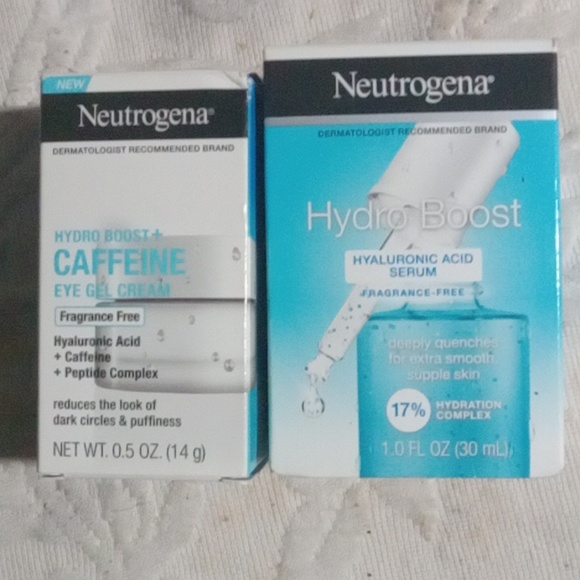 NEW
Neutrogena®
DERMATOLOGIST RECOMMENDED BRAND
HYDRO BOOST+
CAFFEINE
EYE GEL CREAM
Fragrance Free
Hyaluronic Acid
+ Caffeine
+ Peptide Complex
reduces the look of
dark circles & puffiness
NET WT. 0.5 OZ. (14 g)
Neutrogena®
DERMATOLOGIST RECOMMENDED BRAND
Hydro Boost
HYALURONIC ACID
SERUM
FRAGRANCE-FREE
deeply quenches
for extra smooth,
supple skin
17% HYDRATION
COMPLEX
1.0 FL OZ (30 mL)